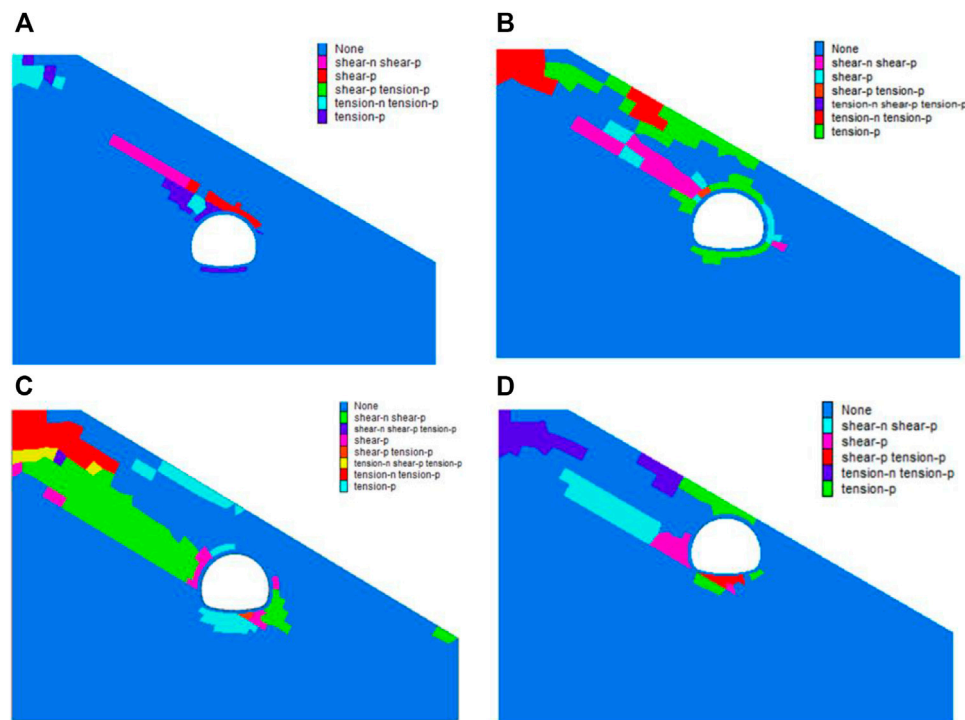 A
None
shear-n shear-p
shear-p
shear-p tension-p
tension-n tension-p
tension-p
B
None
shear-n shear-p
shear-p
shear-p tension-p
tension-n shear-p tension-p
tension-n tension-p
tension-p
C
None
shear-n shear-p
shear-n shear-p tension-p
shear-p
shear-p tension-p
tension-n shear-p tension-p
tension-n tension-p
tension-p
D
None
shear-n shear-p
shear-p
shear-p tension-p
tension-n tension-p
tension-p